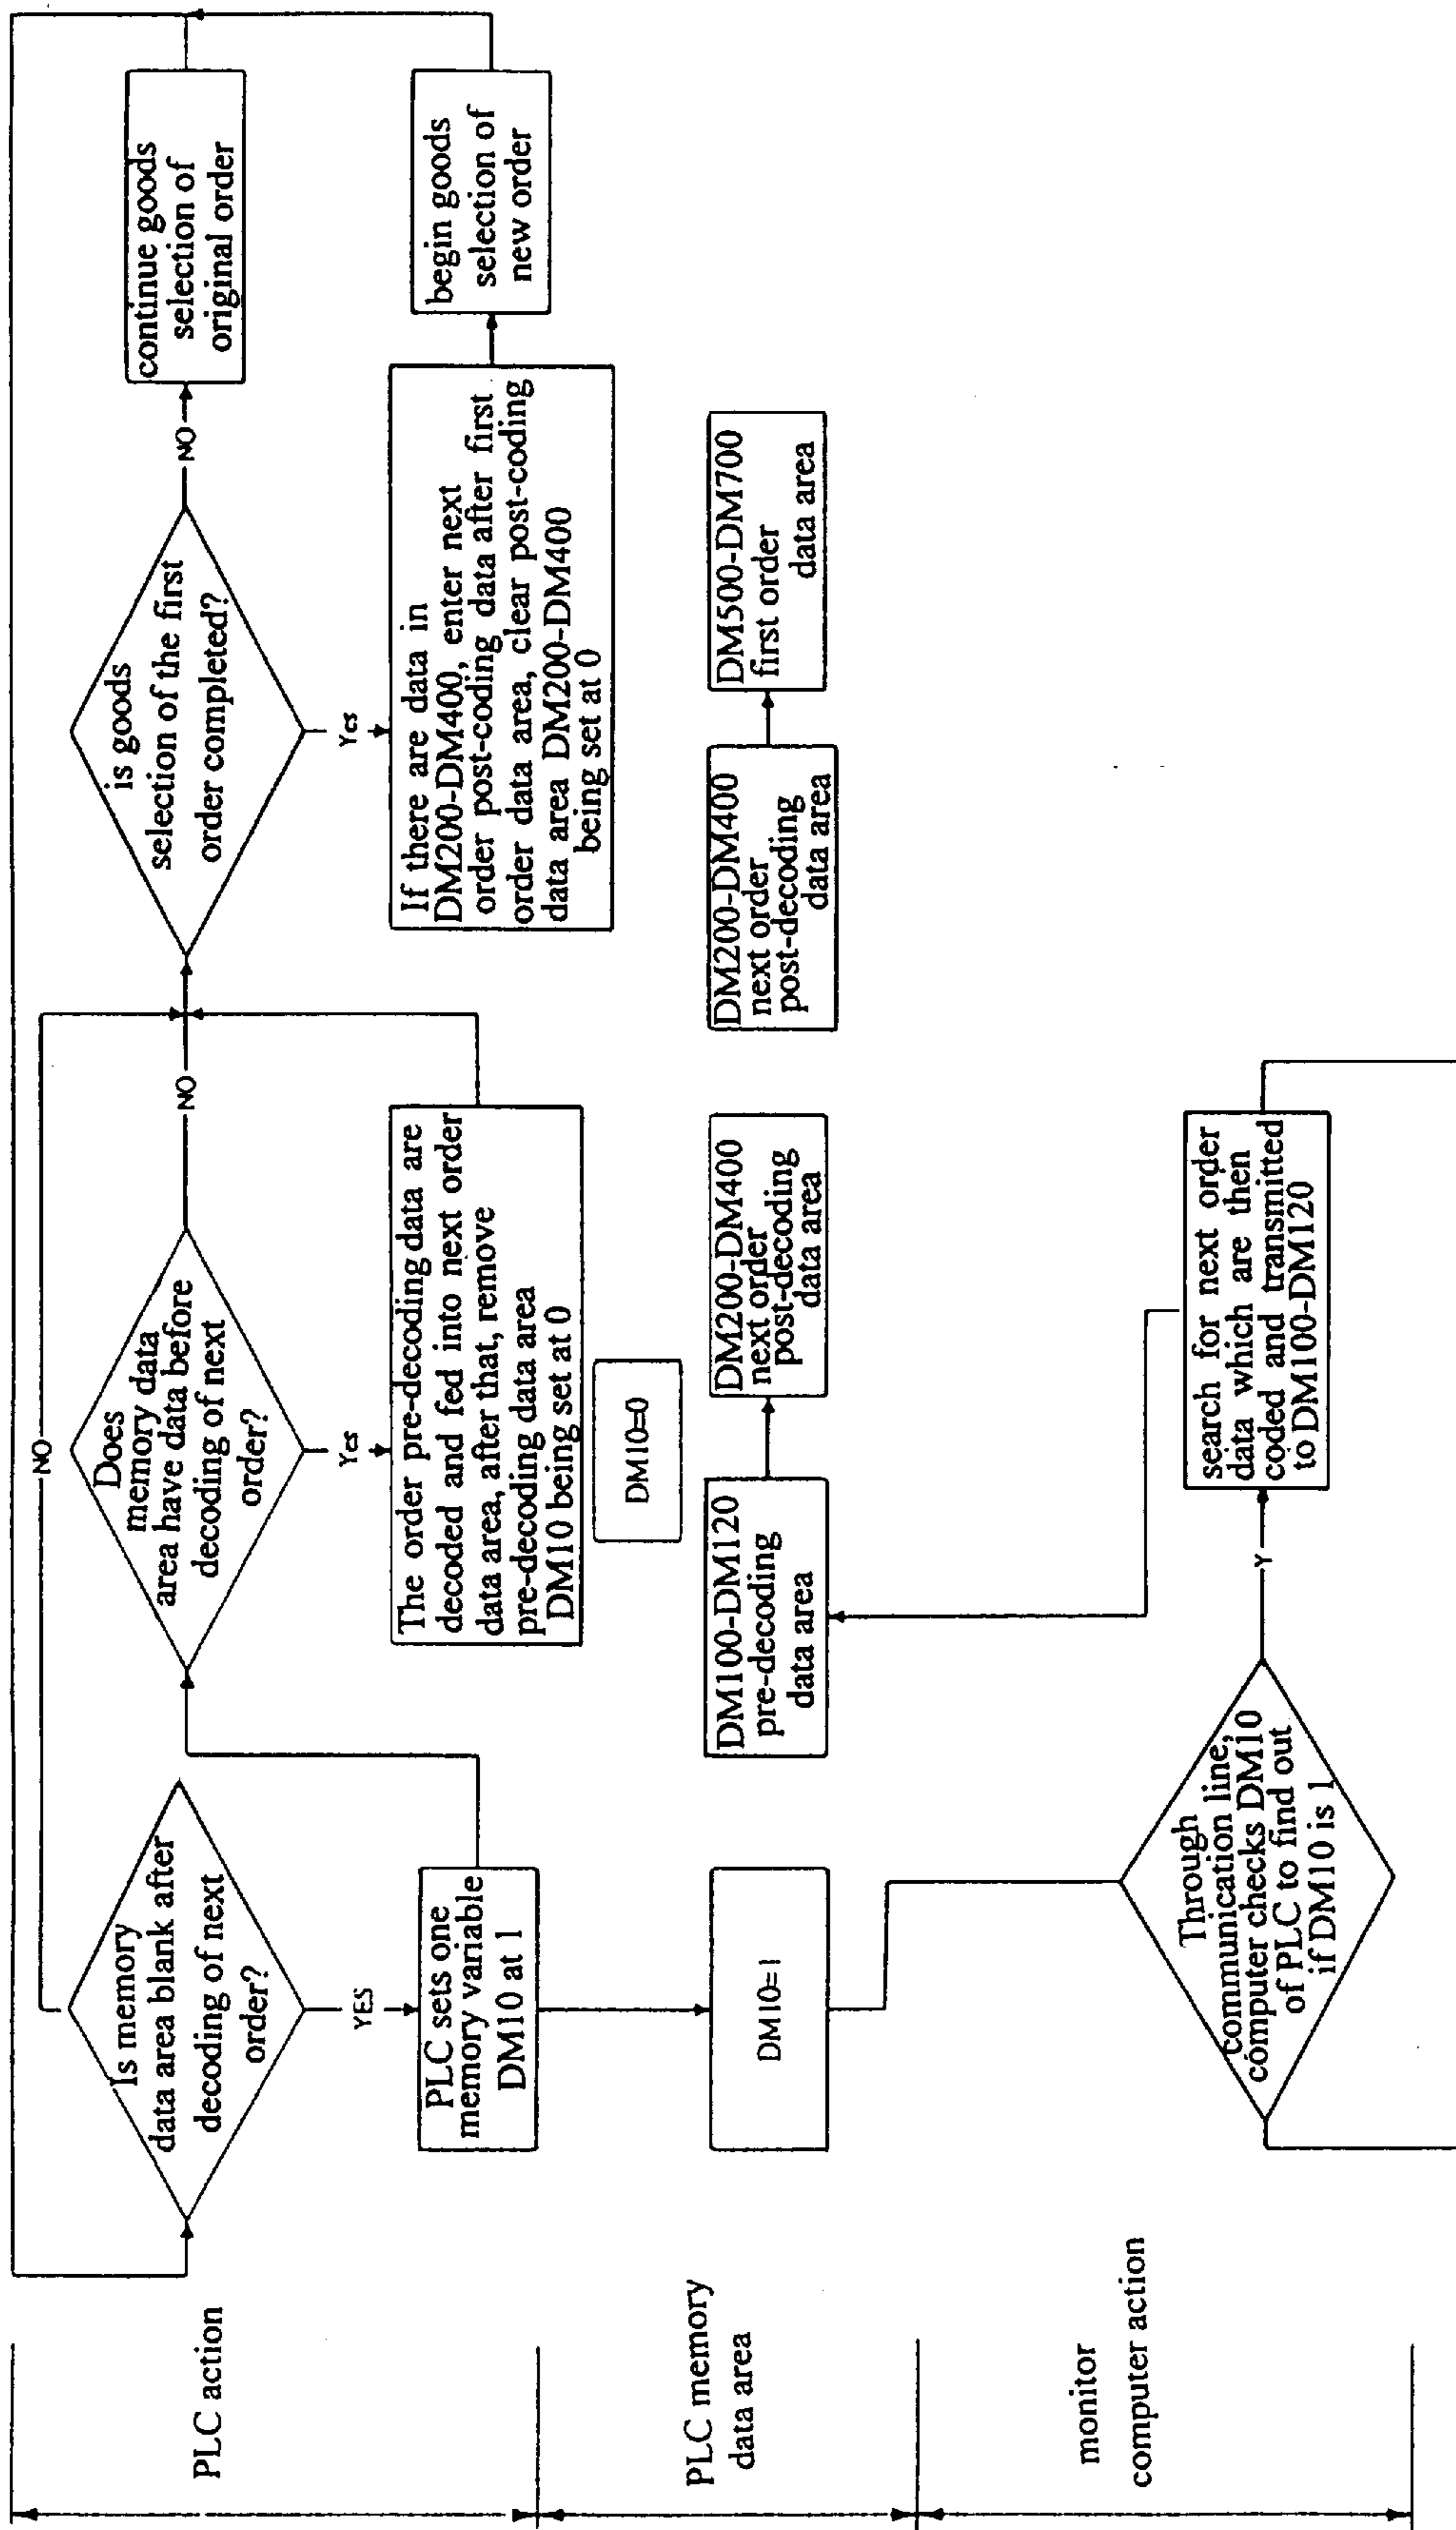 PLC action
Is memory
data area blank after
decoding of next
order?
NO
YES
PLC sets one
memory variable
DM10 at 1
Does
memory data
area have data before
decoding of next
order?
NO
Yes
The order pre-decoding data are
decoded and fed into next order
data area, after that, remove
pre-decoding data area
DM10 being set at 0
is goods
selection of the first
order completed?
NO
Yes
continue goods
selection of
original order
If there are data in
DM200-DM400, enter next
order post-coding data after first
order data area, clear post-coding
data area DM200-DM400
being set at 0
begin goods
selection of
new order
PLC memory
data area
DM10=1
DM10=0
DM100-DM120
pre-decoding
data area
DM200-DM400
next order
post-decoding
data area
DM200-DM400
next order
post-decoding
data area
DM500-DM700
first order
data area
monitor
computer action
Through
communication line,
computer checks DM10
of PLC to find out
if DM10 is 1
Y
search for next order
data which are then
coded and transmitted
to DM100-DM120